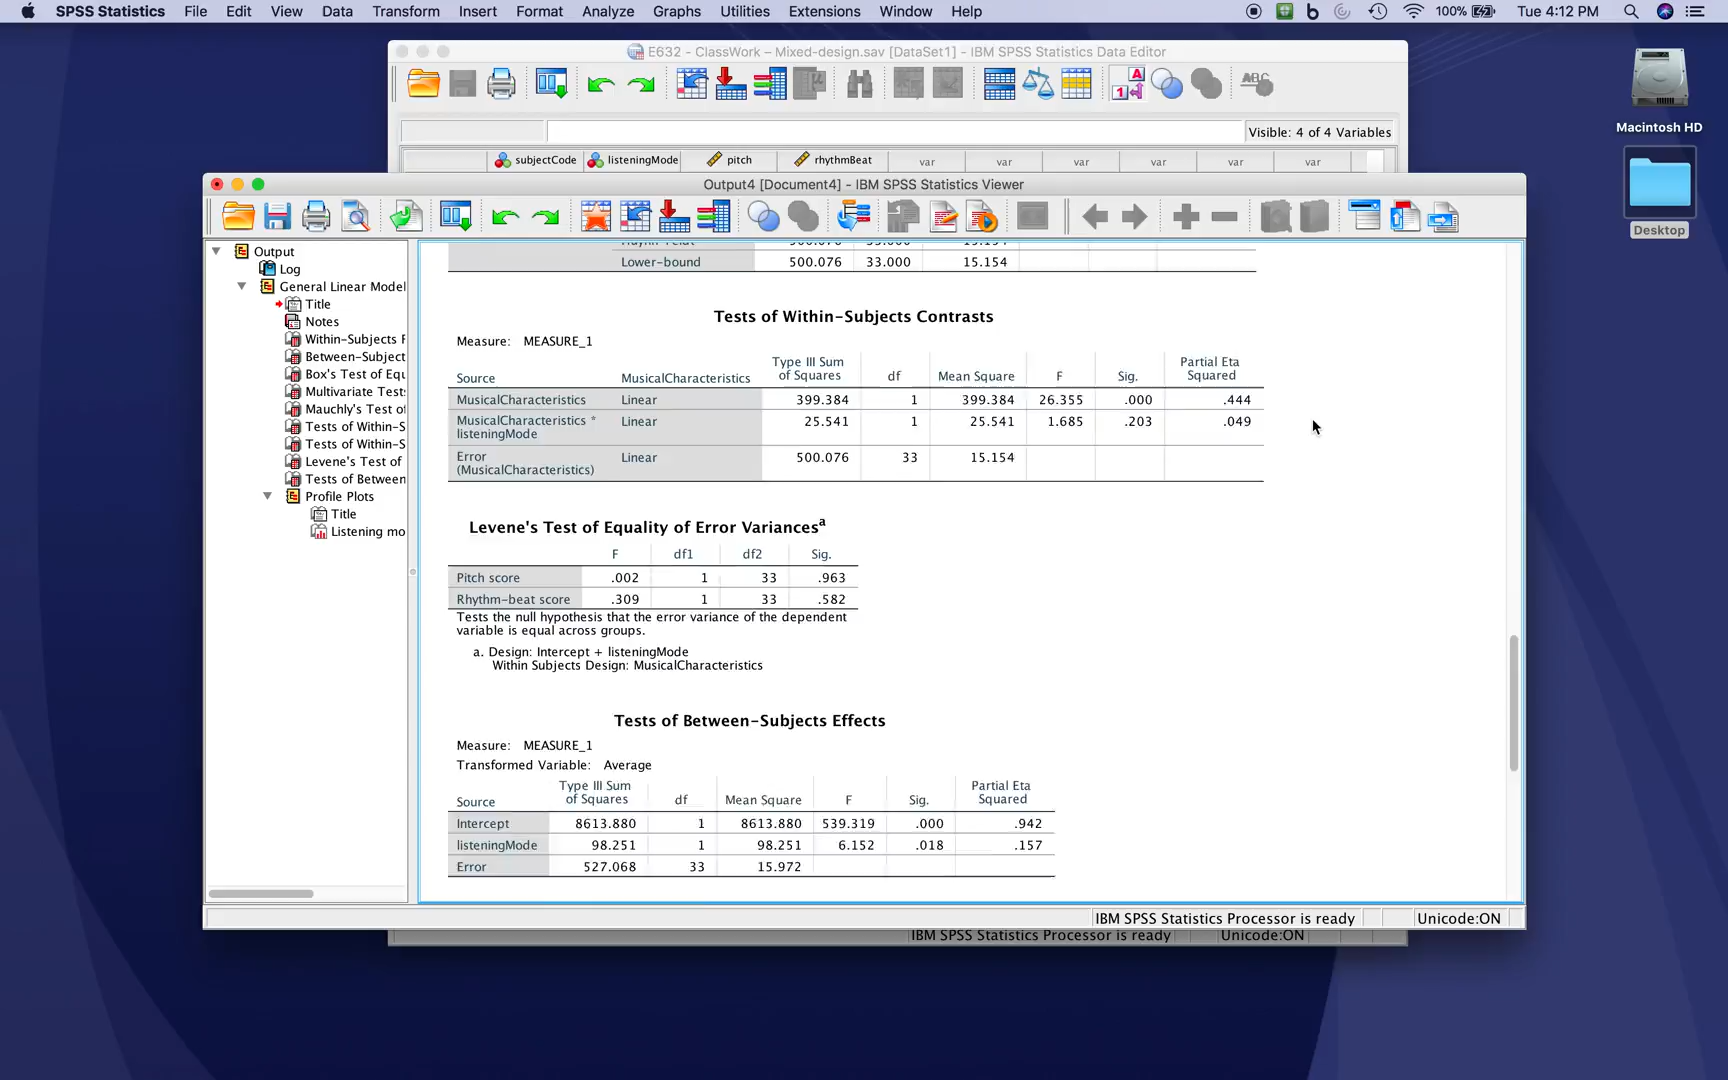 SPSS Statistics File Edit View Data Transform Insert Format Analyze Graphs Utilities Extensions Window Help 100% Tue 4:12 PM
E632 - ClassWork – Mixed-design.sav [DataSet1] - IBM SPSS Statistics Data Editor
Macintosh HD
Visible: 4 of 4 Variables
subjectCode listeningMode pitch rhythmBeat var var var var var var
Output4 [Document4] - IBM SPSS Statistics Viewer
Desktop
Output
Log
General Linear Model
Title
Notes
Within-Subjects F
Between-Subject
Box's Test of Equ
Multivariate Test
Mauchly's Test of
Tests of Within-S
Tests of Within-S
Levene's Test of
Tests of Between
Profile Plots
Title
Listening mo
Lower-bound 500.076 33.000 15.154
Tests of Within-Subjects Contrasts
Measure: MEASURE_1
Source MusicalCharacteristics Type III Sum of Squares df Mean Square F Sig. Partial Eta Squared
MusicalCharacteristics Linear 399.384 1 399.384 26.355 .000 .444
MusicalCharacteristics * listeningMode Linear 25.541 1 25.541 1.685 .203 .049
Error (MusicalCharacteristics) Linear 500.076 33 15.154
Levene's Test of Equality of Error Variances^a
F df1 df2 Sig.
Pitch score .002 1 33 .963
Rhythm-beat score .309 1 33 .582
Tests the null hypothesis that the error variance of the dependent
variable is equal across groups.
a. Design: Intercept + listeningMode
Within Subjects Design: MusicalCharacteristics
Tests of Between-Subjects Effects
Measure: MEASURE_1
Transformed Variable: Average
Source Type III Sum of Squares df Mean Square F Sig. Partial Eta Squared
Intercept 8613.880 1 8613.880 539.319 .000 .942
listeningMode 98.251 1 98.251 6.152 .018 .157
Error 527.068 33 15.972
IBM SPSS Statistics Processor is ready Unicode:ON
IBM SPSS Statistics Processor is ready Unicode:ON